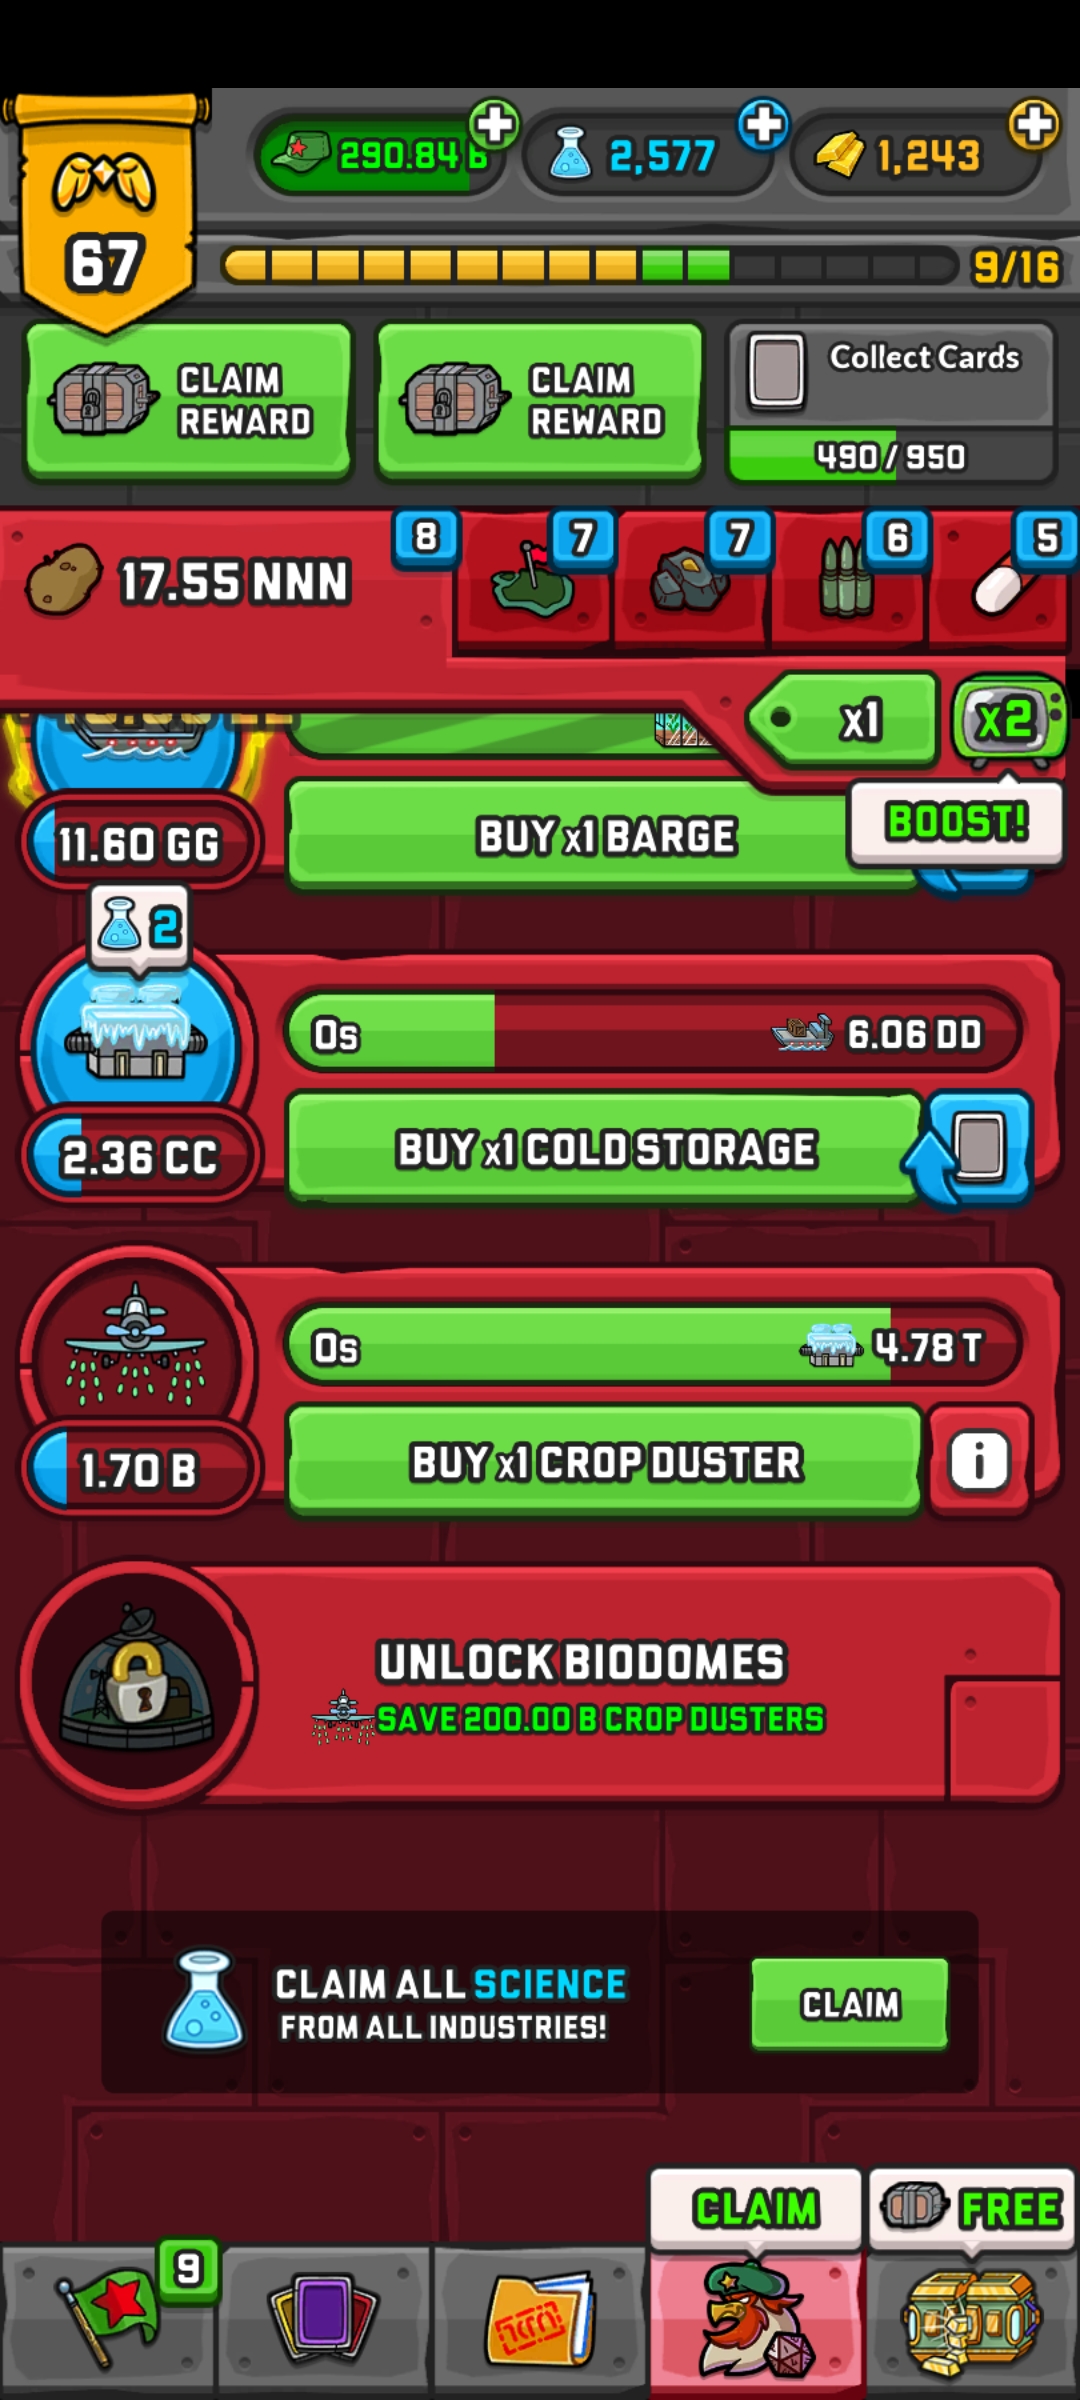 290.84 B
2,577
1,243
67
9/16
CLAIM
REWARD
CLAIM
REWARD
Collect Cards
490 / 950
17.55 NNN
8
7
7
6
5
x1
x2
BOOST!
11.60 GG
BUY x1 BARGE
2
0s
6.06 DD
2.36 CC
BUY x1 COLD STORAGE
0s
4.78 T
1.70 B
BUY x1 CROP DUSTER
i
UNLOCK BIODOMES
SAVE 200.00 B CROP DUSTERS
CLAIM ALL SCIENCE
FROM ALL INDUSTRIES!
CLAIM
CLAIM
FREE
9